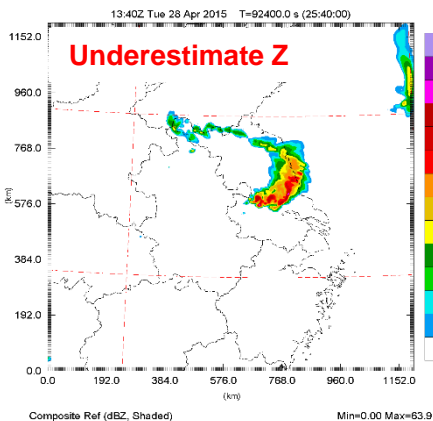 13:40Z Tue 28 Apr 2015 T=92400.0 s (25:40:00)
Underestimate Z
1152.0
960.0
768.0
576.0
384.0
192.0
0.0
(km)
0.0 192.0 384.0 576.0 768.0 960.0 1152.0
(km)
Composite Ref (dBZ, Shaded) Min=0.00 Max=63.9